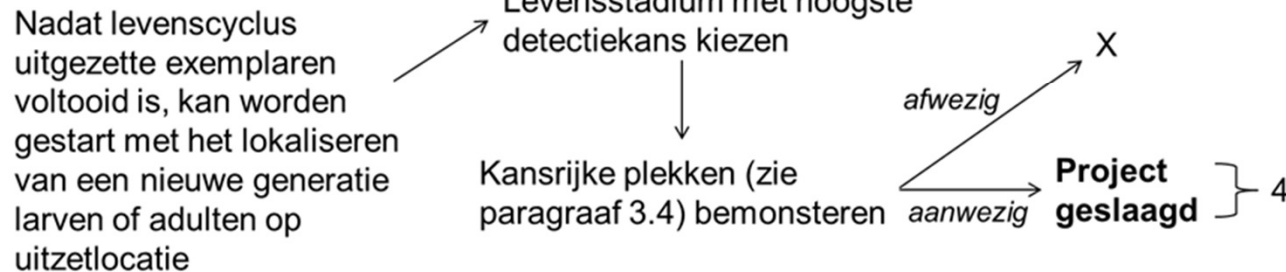 Nadat levenscyclus
uitgezette exemplaren
voltooid is, kan worden
gestart met het lokaliseren
van een nieuwe generatie
larven of adulten op
uitzetlocatie
Levensstadium met hoogste
detectiekans kiezen
Kansrijke plekken (zie
paragraaf 3.4) bemonsteren
afwezig
X
aanwezig
Project
geslaagd
4